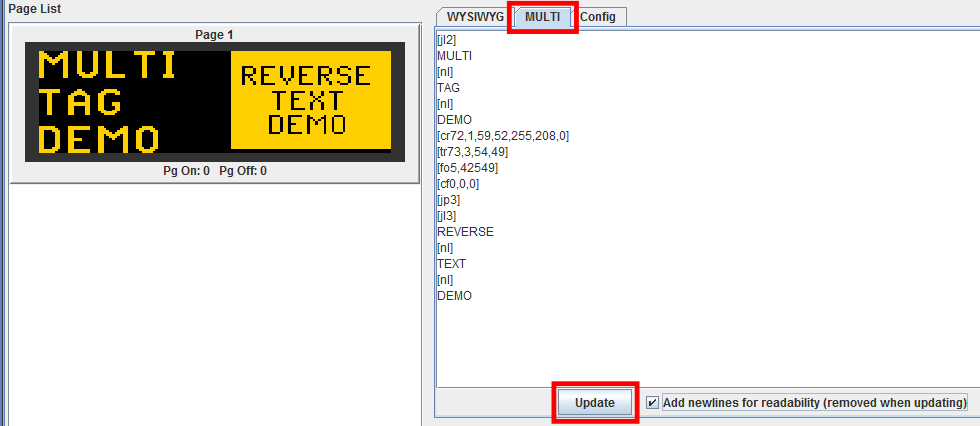 Page List
Page 1
MULTI
TAG
DEMO
REVERSE
TEXT
DEMO
Pg On: 0 Pg Off: 0
WYSIWYG MULTI Config
[jl2]
MULTI
[nl]
TAG
[nl]
DEMO
[cr72,1,59,52,255,208,0]
[tr73,3,54,49]
[fo5,42549]
[cf0,0,0]
[jp3]
[jl3]
REVERSE
[nl]
TEXT
[nl]
DEMO
Update Add newlines for readability (removed when updating)